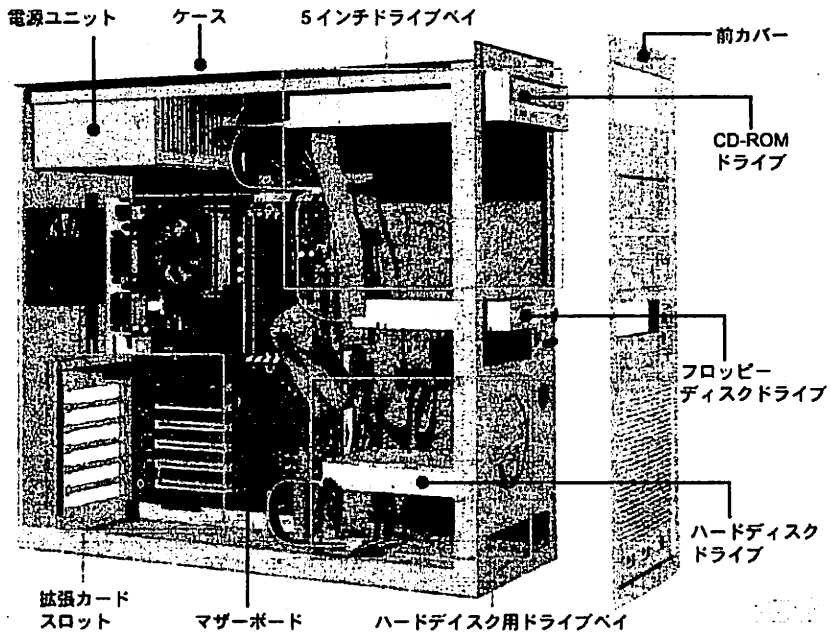 電源ユニット
ケース
5インチドライブベイ
前カバー
CD-ROM
ドライブ
フロッピー
ディスクドライブ
ハードディスク
ドライブ
拡張カード
スロット
マザーボード
ハードデイスク用ドライブベイ